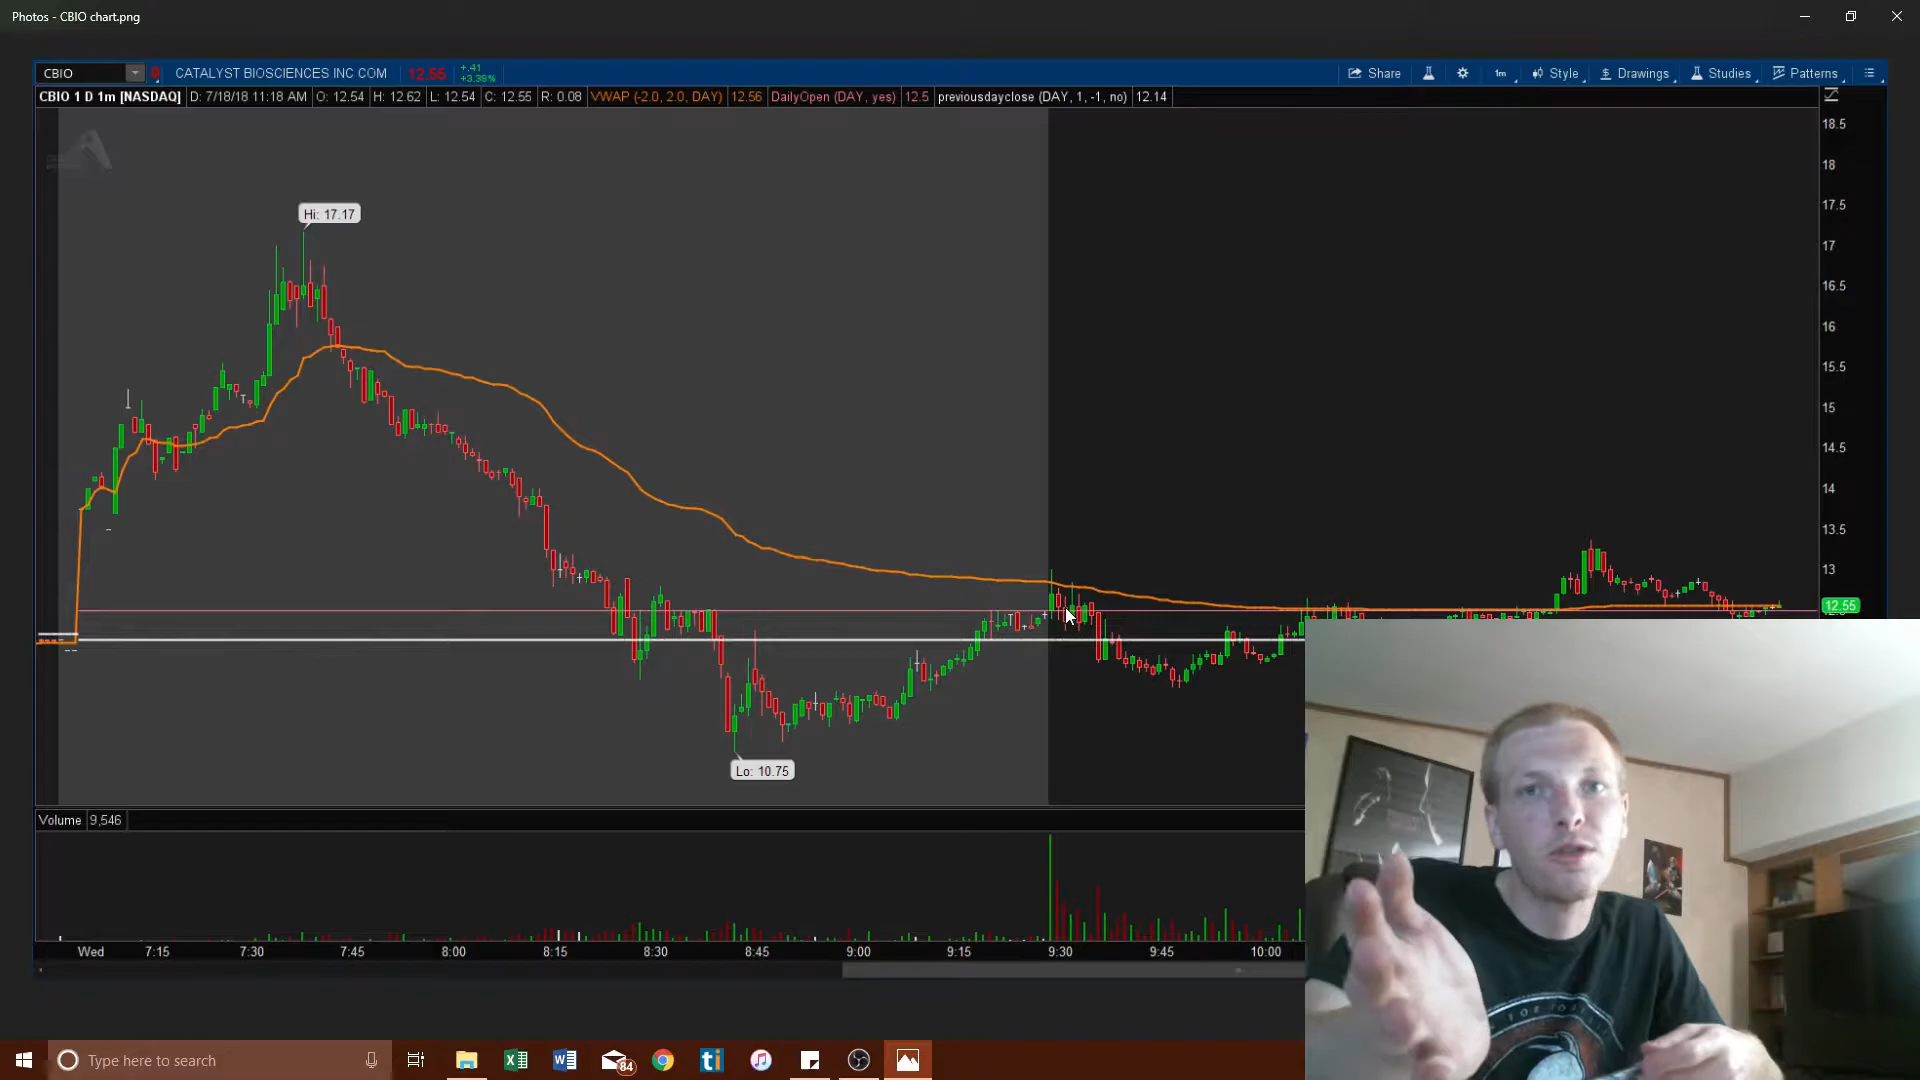 Photos - CBIO chart.png
CBIO CATALYST BIOSCIENCES INC COM 12.55 +.41 +3.38% Share 1m Style Drawings Studies Patterns
CBIO 1 D 1m [NASDAQ] D: 7/18/18 11:18 AM O: 12.54 H: 12.62 L: 12.54 C: 12.55 R: 0.08 VWAP (-2.0, 2.0, DAY) 12.56 DailyOpen (DAY, yes) 12.5 previousdayclose (DAY, 1, -1, no) 12.14
18.5
18
17.5
Hi: 17.17
17
16.5
16
15.5
15
14.5
14
13.5
13
12.55
Lo: 10.75
Volume 9,546
Wed 7:15 7:30 7:45 8:00 8:15 8:30 8:45 9:00 9:15 9:30 9:45 10:00
Type here to search 84 ti